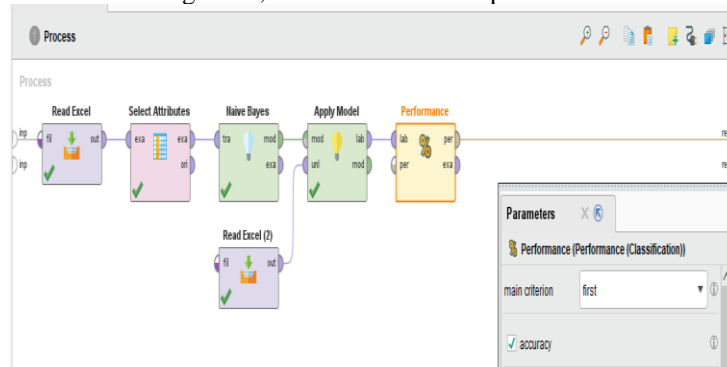 Process
Process
Read Excel
Select Attributes
Naive Bayes
Apply Model
Performance
inp
fil
out
exa
exa
tra
mod
mod
lab
lab
per
inp
ori
exa
unl
mod
per
exa
Read Excel (2)
fil
out
Parameters
Performance (Performance (Classification))
main criterion
first
accuracy